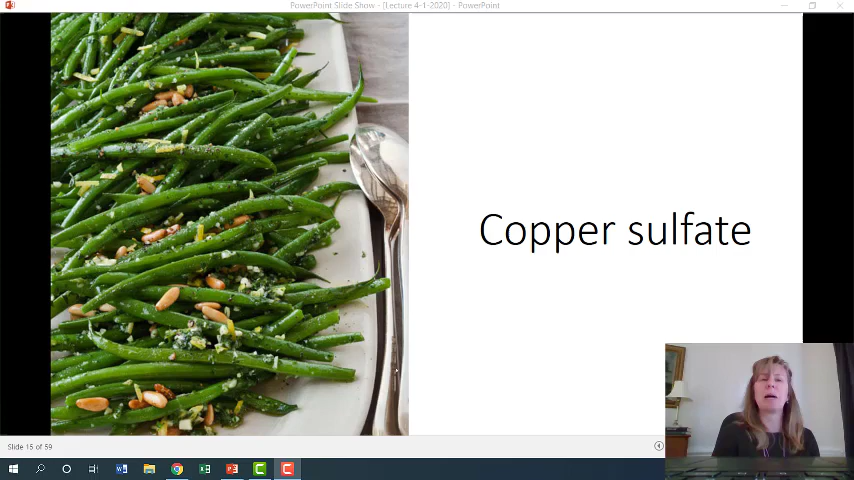 PowerPoint Slide Show - [Lecture 4-1-2020] - PowerPoint
Copper sulfate
Slide 15 of 59